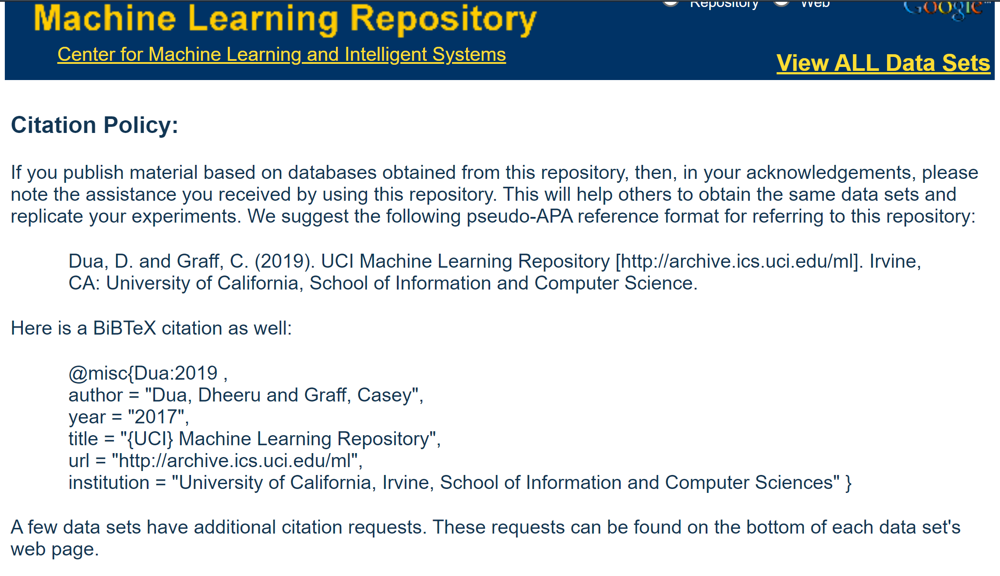 Repository Web Google™
Machine Learning Repository
Center for Machine Learning and Intelligent Systems
View ALL Data Sets
Citation Policy:
If you publish material based on databases obtained from this repository, then, in your acknowledgements, please
note the assistance you received by using this repository. This will help others to obtain the same data sets and
replicate your experiments. We suggest the following pseudo-APA reference format for referring to this repository:
Dua, D. and Graff, C. (2019). UCI Machine Learning Repository [http://archive.ics.uci.edu/ml]. Irvine,
CA: University of California, School of Information and Computer Science.
Here is a BiBTeX citation as well:
@misc{Dua:2019 ,
author = "Dua, Dheeru and Graff, Casey",
year = "2017",
title = "{UCI} Machine Learning Repository",
url = "http://archive.ics.uci.edu/ml",
institution = "University of California, Irvine, School of Information and Computer Sciences" }
A few data sets have additional citation requests. These requests can be found on the bottom of each data set's
web page.